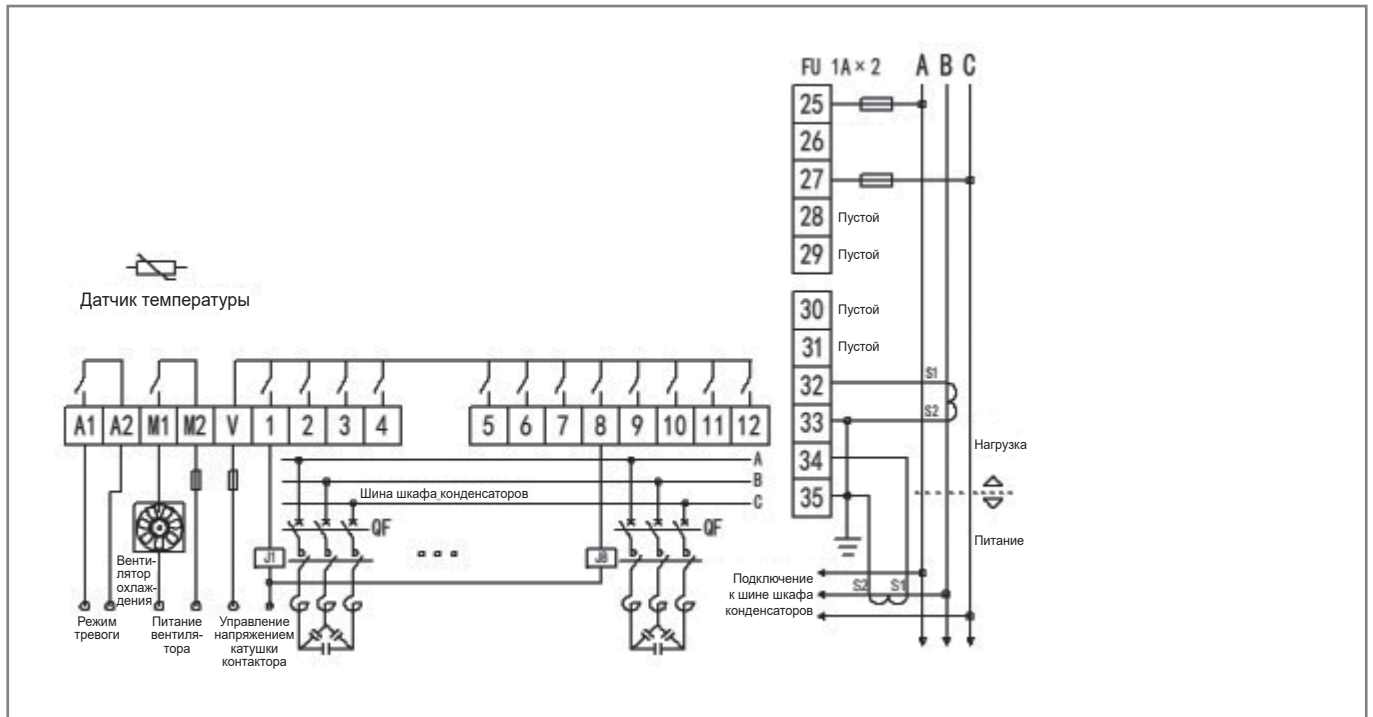 FU 1A×2 A B C
25
26
27
28 Пустой
29 Пустой
30 Пустой
31 Пустой
32 S1
33 S2
34
35
Нагрузка
Питание
Подключение
к шине шкафа
конденсаторов
S2 S1
Датчик температуры
A1 A2 M1 M2 V 1 2 3 4 5 6 7 8 9 10 11 12
A
B
Шина шкафа конденсаторов
C
QF QF
J1 J8
Венти-
лятор
охлаж-
дения
Режим
тревоги
Питание
вентиля-
тора
Управление
напряжением
катушки
контактора